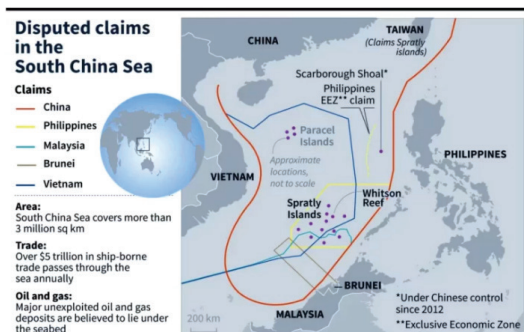 Disputed claims
in the
South China Sea
Claims
China
Philippines
Malaysia
Brunei
Vietnam
Area:
South China Sea covers more than
3 million sq km
Trade:
Over $5 trillion in ship-borne
trade passes through the
sea annually
Oil and gas:
Major unexploited oil and gas
deposits are believed to lie under
the seabed
CHINA
TAIWAN
(Claims Spratly
islands)
Scarborough Shoal*
Philippines
EEZ** claim
Paracel
Islands
Approximate
locations,
not to scale
PHILIPPINES
VIETNAM
Whitson
Reef
Spratly
Islands
BRUNEI
MALAYSIA
200 km
*Under Chinese control
since 2012
**Exclusive Economic Zone